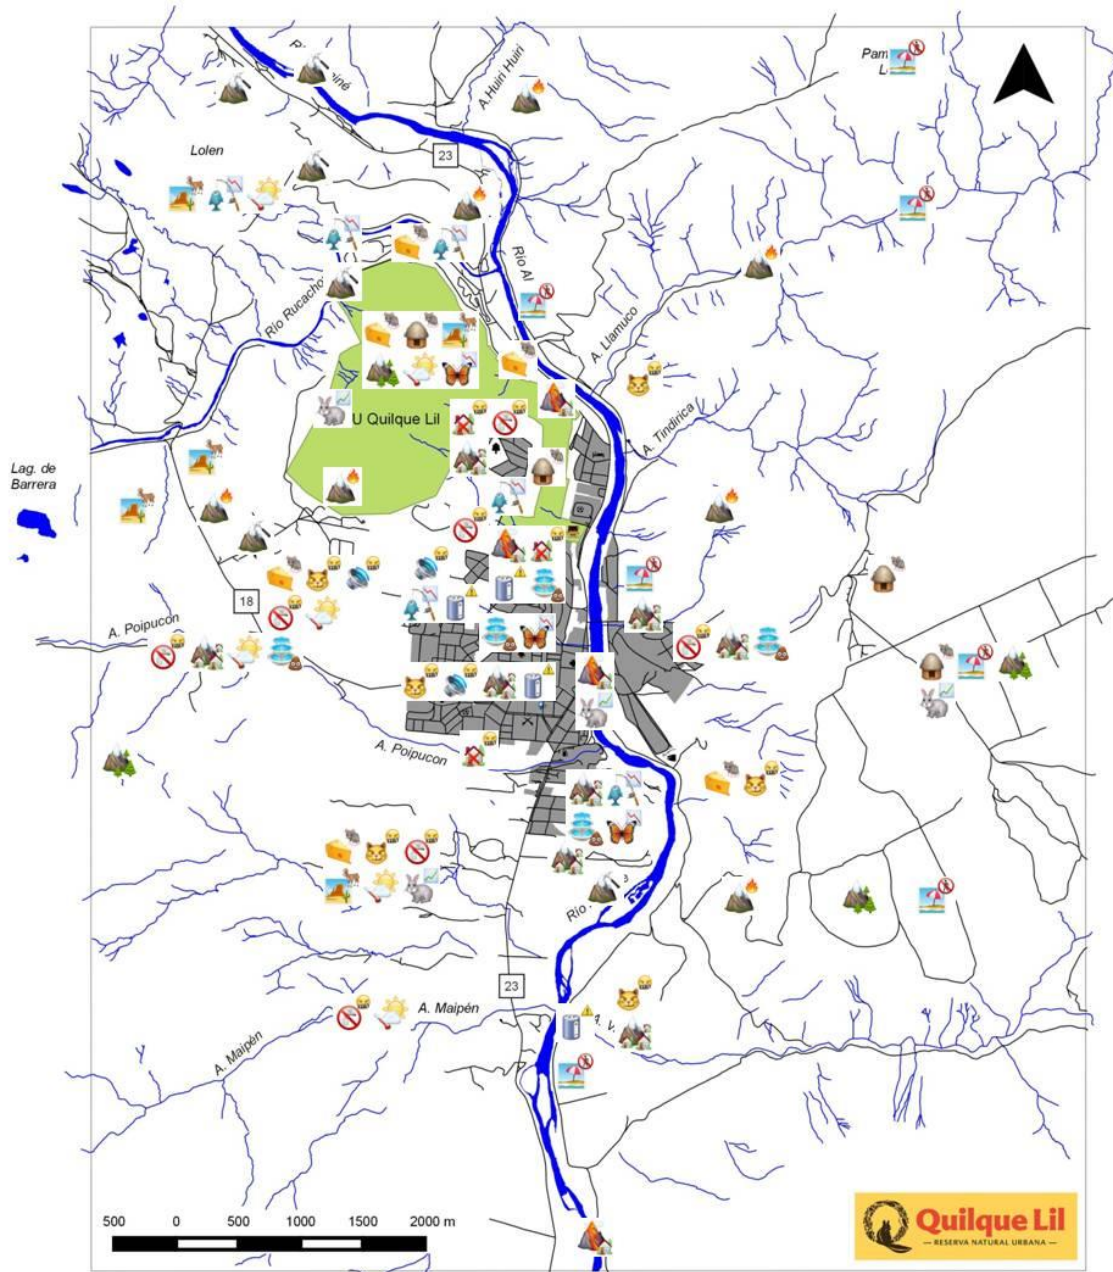 A. Huiri Huiri
23
Lolen
Río Al
Río Rucacho
A. Llamuco
U Quilque Lil
A. Tindirica
Lag. de
Barrera
18
A. Poipucon
A. Poipucon
Río
23
A. Maipén
A. Maipén
A. V.
500 0 500 1000 1500 2000 m
Quilque Lil
— RESERVA NATURAL URBANA —